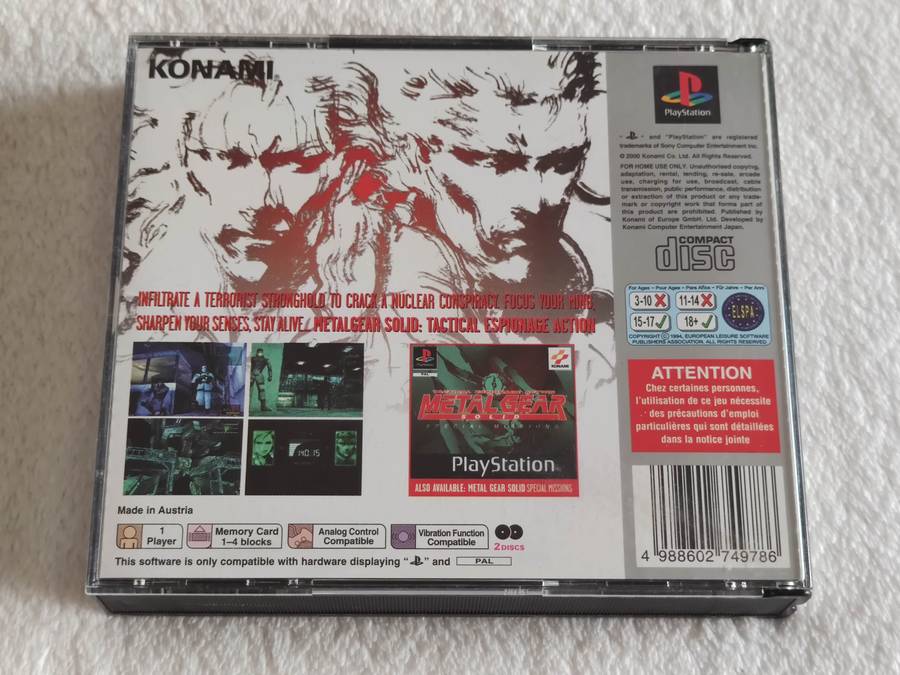 KONAMI
PlayStation
" " and "PlayStation" are registered
trademarks of Sony Computer Entertainment Inc.
© 2000 Konami Co. Ltd. All Rights Reserved.
FOR HOME USE ONLY. Unauthorised copying,
adaptation, rental, lending, re-sale, arcade
use, charging for use, broadcast, cable
transmission, public performance, distribution
or extraction of this product or any trade-
mark or copyright work that forms part of
this product are prohibited. Published by
Konami of Europe GmbH. Ltd. Developed by
Konami Computer Entertainment Japan.
COMPACT
disc
For Ages - Pour Ages - Para Años - Für Jahre - Per Anni
3-10 11-14
15-17 18+
ELSPA
COPYRIGHT © 1994, EUROPEAN LEISURE SOFTWARE
PUBLISHERS ASSOCIATION. ALL RIGHTS RESERVED
ATTENTION
Chez certaines personnes,
l'utilisation de ce jeu nécessite
des précautions d'emploi
particulières qui sont détaillées
dans la notice jointe
4 988602 749786
INFILTRATE A TERRORIST STRONGHOLD TO CRACK A NUCLEAR CONSPIRACY. FOCUS YOUR MIND,
SHARPEN YOUR SENSES, STAY ALIVE. METALGEAR SOLID: TACTICAL ESPIONAGE ACTION
140.15
PAL
KONAMI
METAL GEAR
SOLID
SPECIAL MISSIONS
PlayStation
ALSO AVAILABLE: METAL GEAR SOLID SPECIAL MISSIONS
Made in Austria
1
Player
Memory Card
1–4 blocks
Analog Control
Compatible
Vibration Function
Compatible
2 DISCS
This software is only compatible with hardware displaying " " and PAL